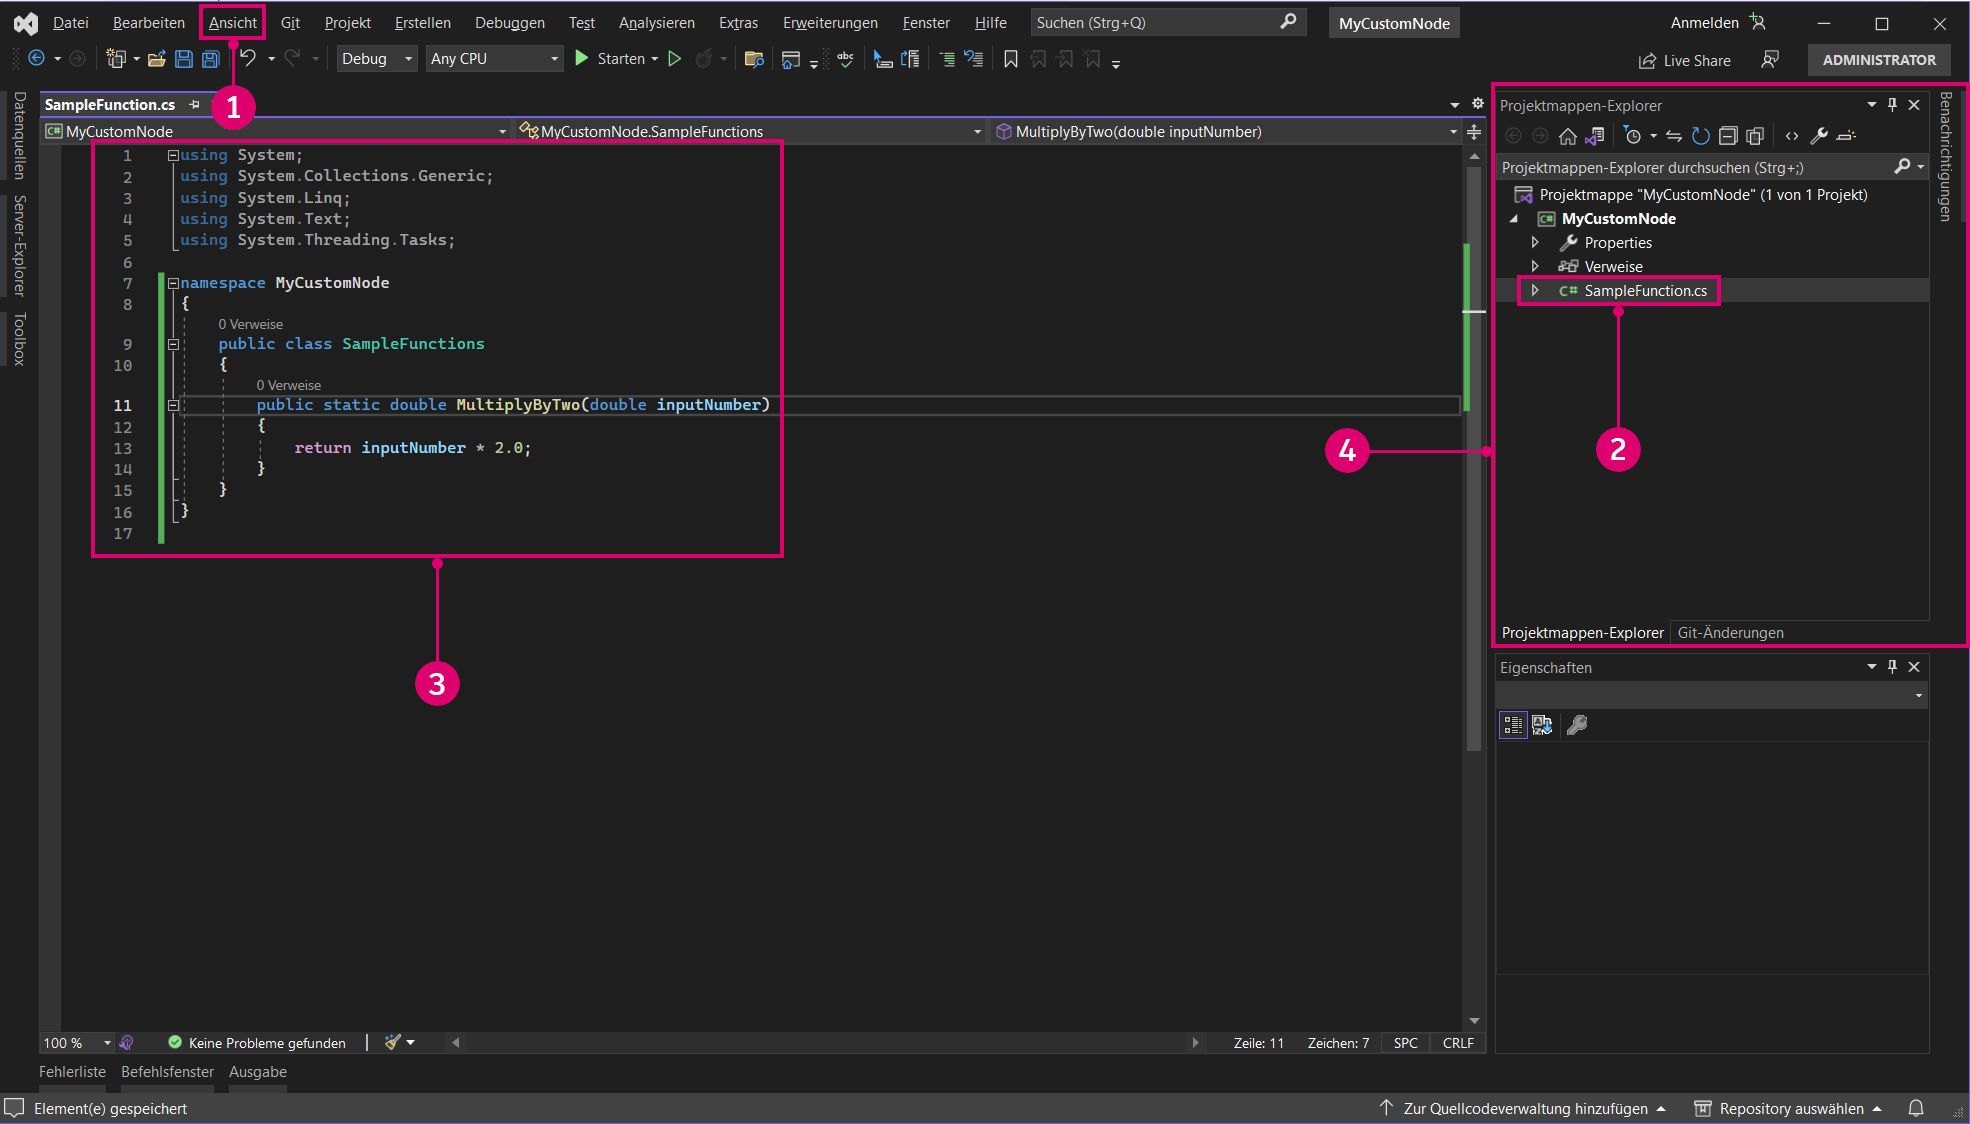 Datei Bearbeiten Ansicht Git Projekt Erstellen Debuggen Test Analysieren Extras Erweiterungen Fenster Hilfe Suchen (Strg+Q) MyCustomNode Anmelden
Debug Any CPU Starten Live Share ADMINISTRATOR
1
SampleFunction.cs
MyCustomNode MyCustomNode.SampleFunctions MultiplyByTwo(double inputNumber)
Datenquellen
Server-Explorer
Toolbox
1 using System;
2 using System.Collections.Generic;
3 using System.Linq;
4 using System.Text;
5 using System.Threading.Tasks;
6
7 namespace MyCustomNode
8 {
0 Verweise
9 public class SampleFunctions
10 {
0 Verweise
11 public static double MultiplyByTwo(double inputNumber)
12 {
13 return inputNumber * 2.0;
14 }
15 }
16 }
17
3
4
Projektmappen-Explorer
Projektmappen-Explorer durchsuchen (Strg+;)
Projektmappe "MyCustomNode" (1 von 1 Projekt)
C# MyCustomNode
Properties
Verweise
C# SampleFunction.cs
2
Projektmappen-Explorer Git-Änderungen
Benachrichtigungen
Eigenschaften
100 % Keine Probleme gefunden Zeile: 11 Zeichen: 7 SPC CRLF
Fehlerliste Befehlsfenster Ausgabe
Element(e) gespeichert Zur Quellcodeverwaltung hinzufügen Repository auswählen